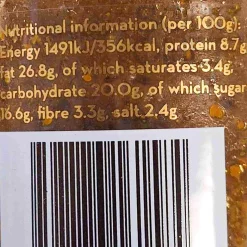 Nutritional information (per 100g):
Energy 1491kJ/356kcal, protein 8.7g
fat 26.8g, of which saturates 3.4g,
carbohydrate 20.0g, of which sugar
16.6g, fibre 3.3g, salt 2.4g